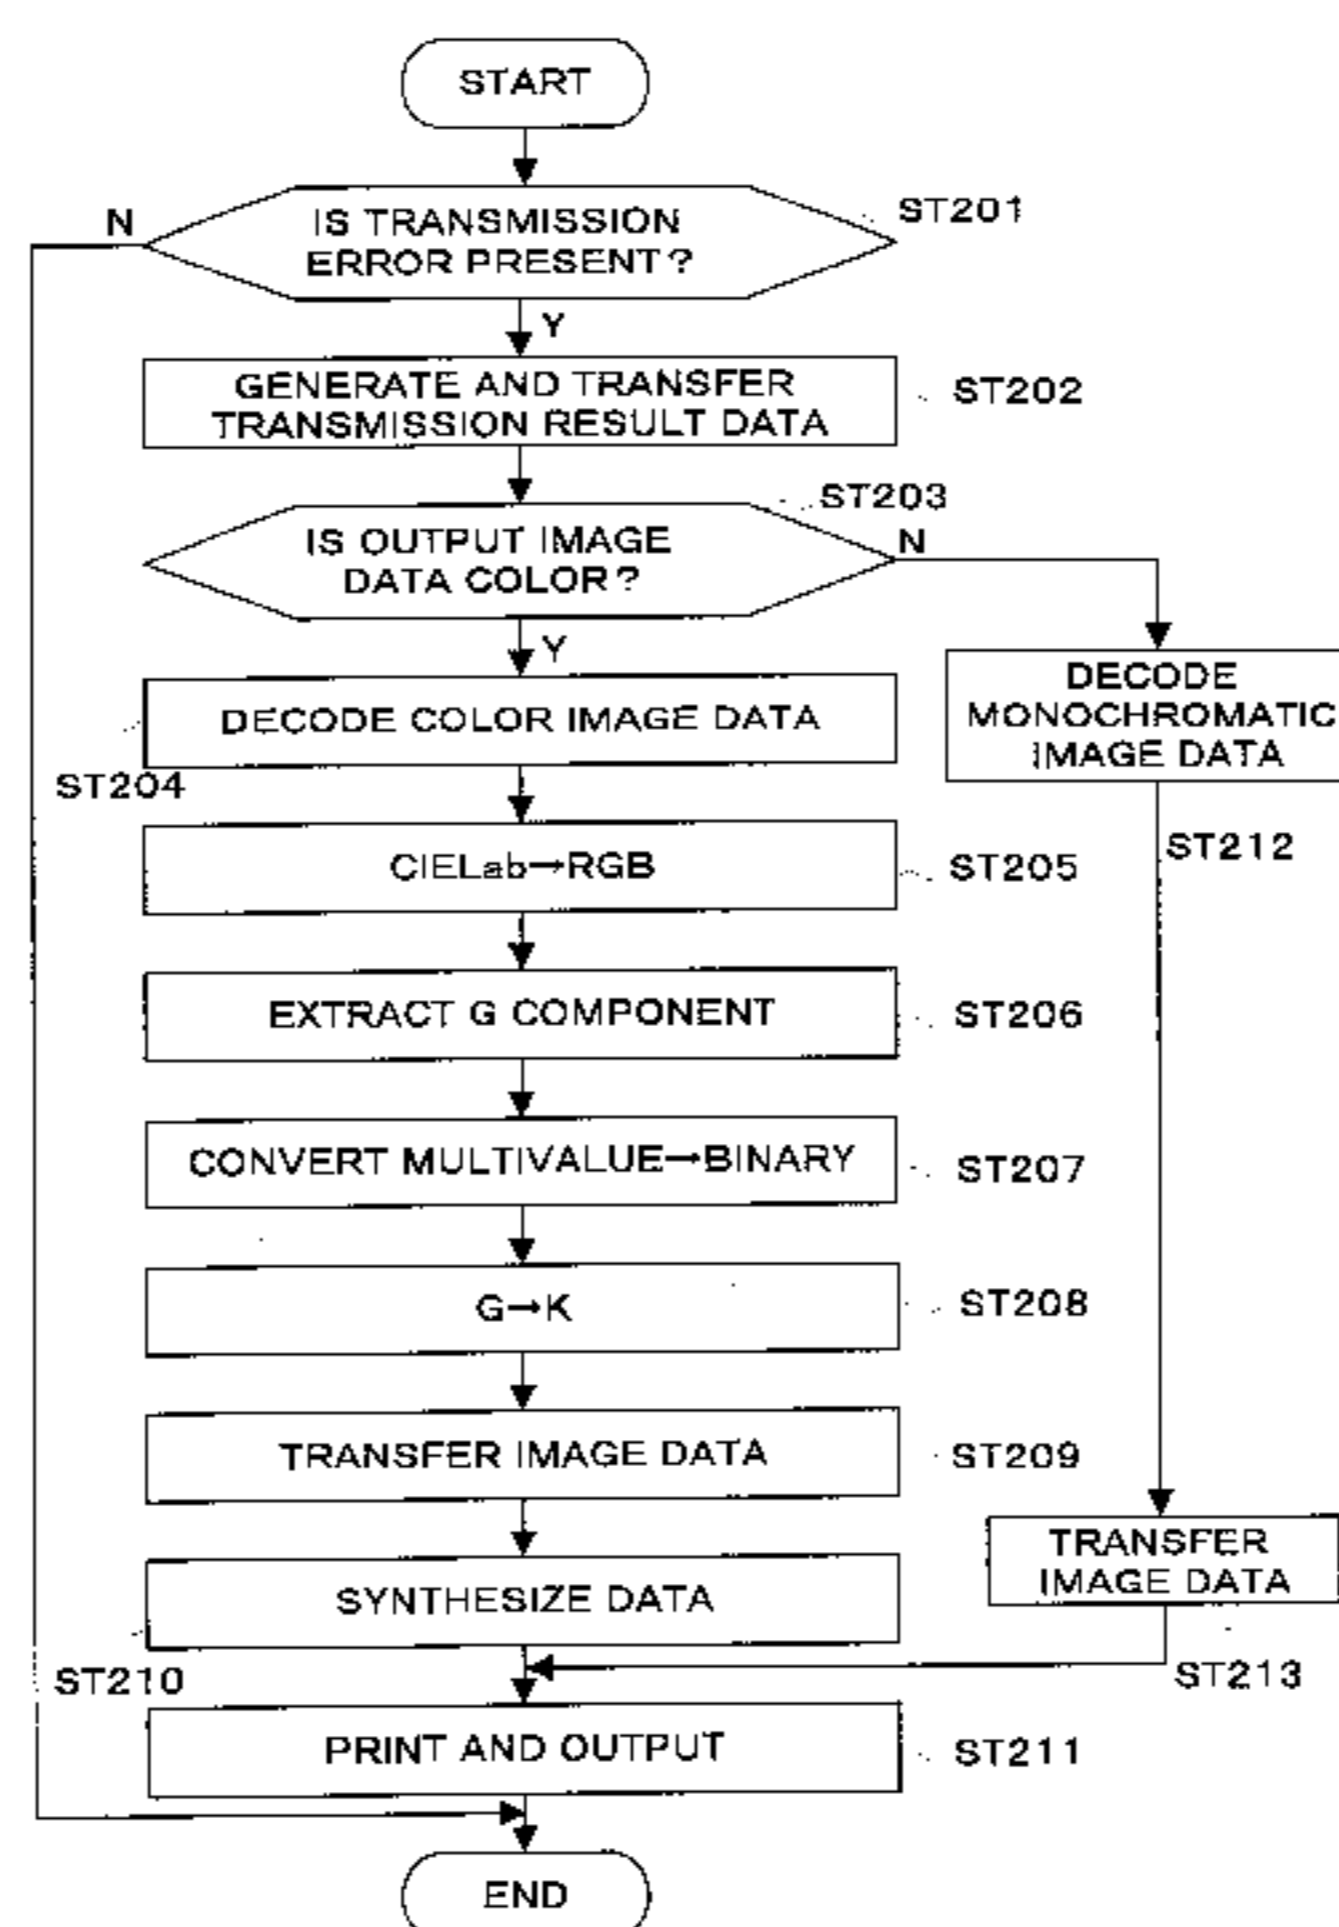 START
N
IS TRANSMISSION
ERROR PRESENT?
ST201
Y
GENERATE AND TRANSFER
TRANSMISSION RESULT DATA
ST202
ST203
IS OUTPUT IMAGE
DATA COLOR?
N
Y
DECODE COLOR IMAGE DATA
ST204
DECODE
MONOCHROMATIC
IMAGE DATA
ST212
CIELab→RGB
ST205
EXTRACT G COMPONENT
ST206
CONVERT MULTIVALUE→BINARY
ST207
G→K
ST208
TRANSFER IMAGE DATA
ST209
TRANSFER
IMAGE DATA
ST213
SYNTHESIZE DATA
ST210
PRINT AND OUTPUT
ST211
END